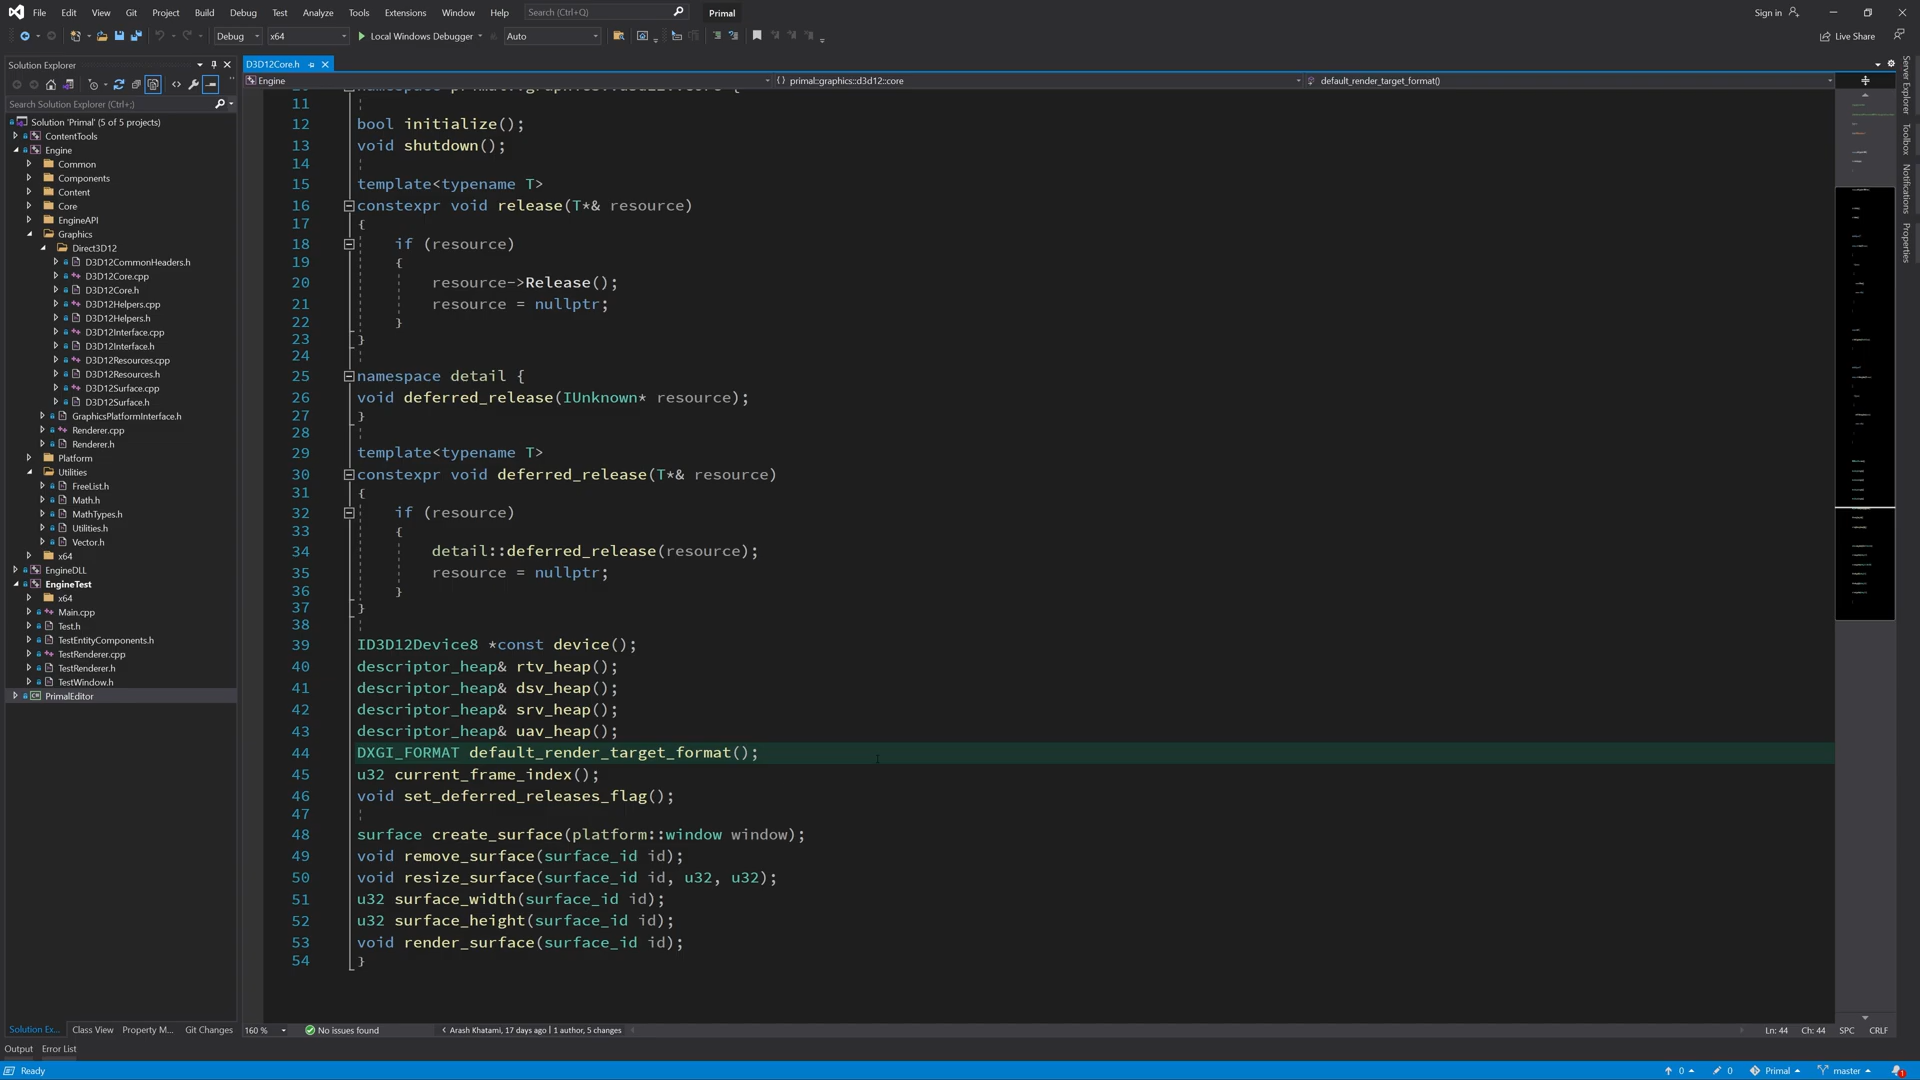 File Edit View Git Project Build Debug Test Analyze Tools Extensions Window Help Search (Ctrl+Q) Primal Sign in
Debug x64 Local Windows Debugger Auto Live Share
Solution Explorer
Search Solution Explorer (Ctrl+;)
Solution 'Primal' (5 of 5 projects)
ContentTools
Engine
Common
Components
Content
Core
EngineAPI
Graphics
Direct3D12
D3D12CommonHeaders.h
D3D12Core.cpp
D3D12Core.h
D3D12Helpers.cpp
D3D12Helpers.h
D3D12Interface.cpp
D3D12Interface.h
D3D12Resources.cpp
D3D12Resources.h
D3D12Surface.cpp
D3D12Surface.h
GraphicsPlatformInterface.h
Renderer.cpp
Renderer.h
Platform
Utilities
FreeList.h
Math.h
MathTypes.h
Utilities.h
Vector.h
x64
EngineDLL
EngineTest
x64
Main.cpp
Test.h
TestEntityComponents.h
TestRenderer.cpp
TestRenderer.h
TestWindow.h
PrimalEditor
Solution Ex... Class View Property M... Git Changes
D3D12Core.h
Engine primal::graphics::d3d12::core default_render_target_format()
11
12 bool initialize();
13 void shutdown();
14
15 template<typename T>
16 constexpr void release(T*& resource)
17 {
18 if (resource)
19 {
20 resource->Release();
21 resource = nullptr;
22 }
23 }
24
25 namespace detail {
26 void deferred_release(IUnknown* resource);
27 }
28
29 template<typename T>
30 constexpr void deferred_release(T*& resource)
31 {
32 if (resource)
33 {
34 detail::deferred_release(resource);
35 resource = nullptr;
36 }
37 }
38
39 ID3D12Device8 *const device();
40 descriptor_heap& rtv_heap();
41 descriptor_heap& dsv_heap();
42 descriptor_heap& srv_heap();
43 descriptor_heap& uav_heap();
44 DXGI_FORMAT default_render_target_format();
45 u32 current_frame_index();
46 void set_deferred_releases_flag();
47
48 surface create_surface(platform::window window);
49 void remove_surface(surface_id id);
50 void resize_surface(surface_id id, u32, u32);
51 u32 surface_width(surface_id id);
52 u32 surface_height(surface_id id);
53 void render_surface(surface_id id);
54 }
160 % No issues found Arash Khatami, 17 days ago | 1 author, 5 changes Ln: 44 Ch: 44 SPC CRLF
Server Explorer
Toolbox
Notifications
Properties
Output Error List
Ready 0 0 Primal master 1